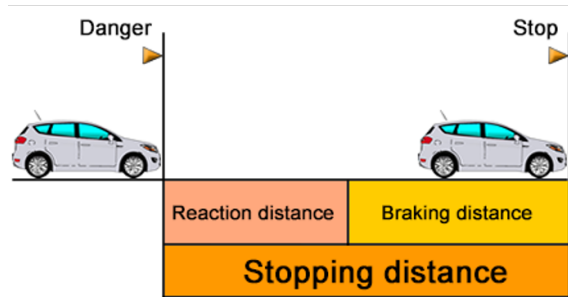 Danger
Stop
Reaction distance
Braking distance
Stopping distance